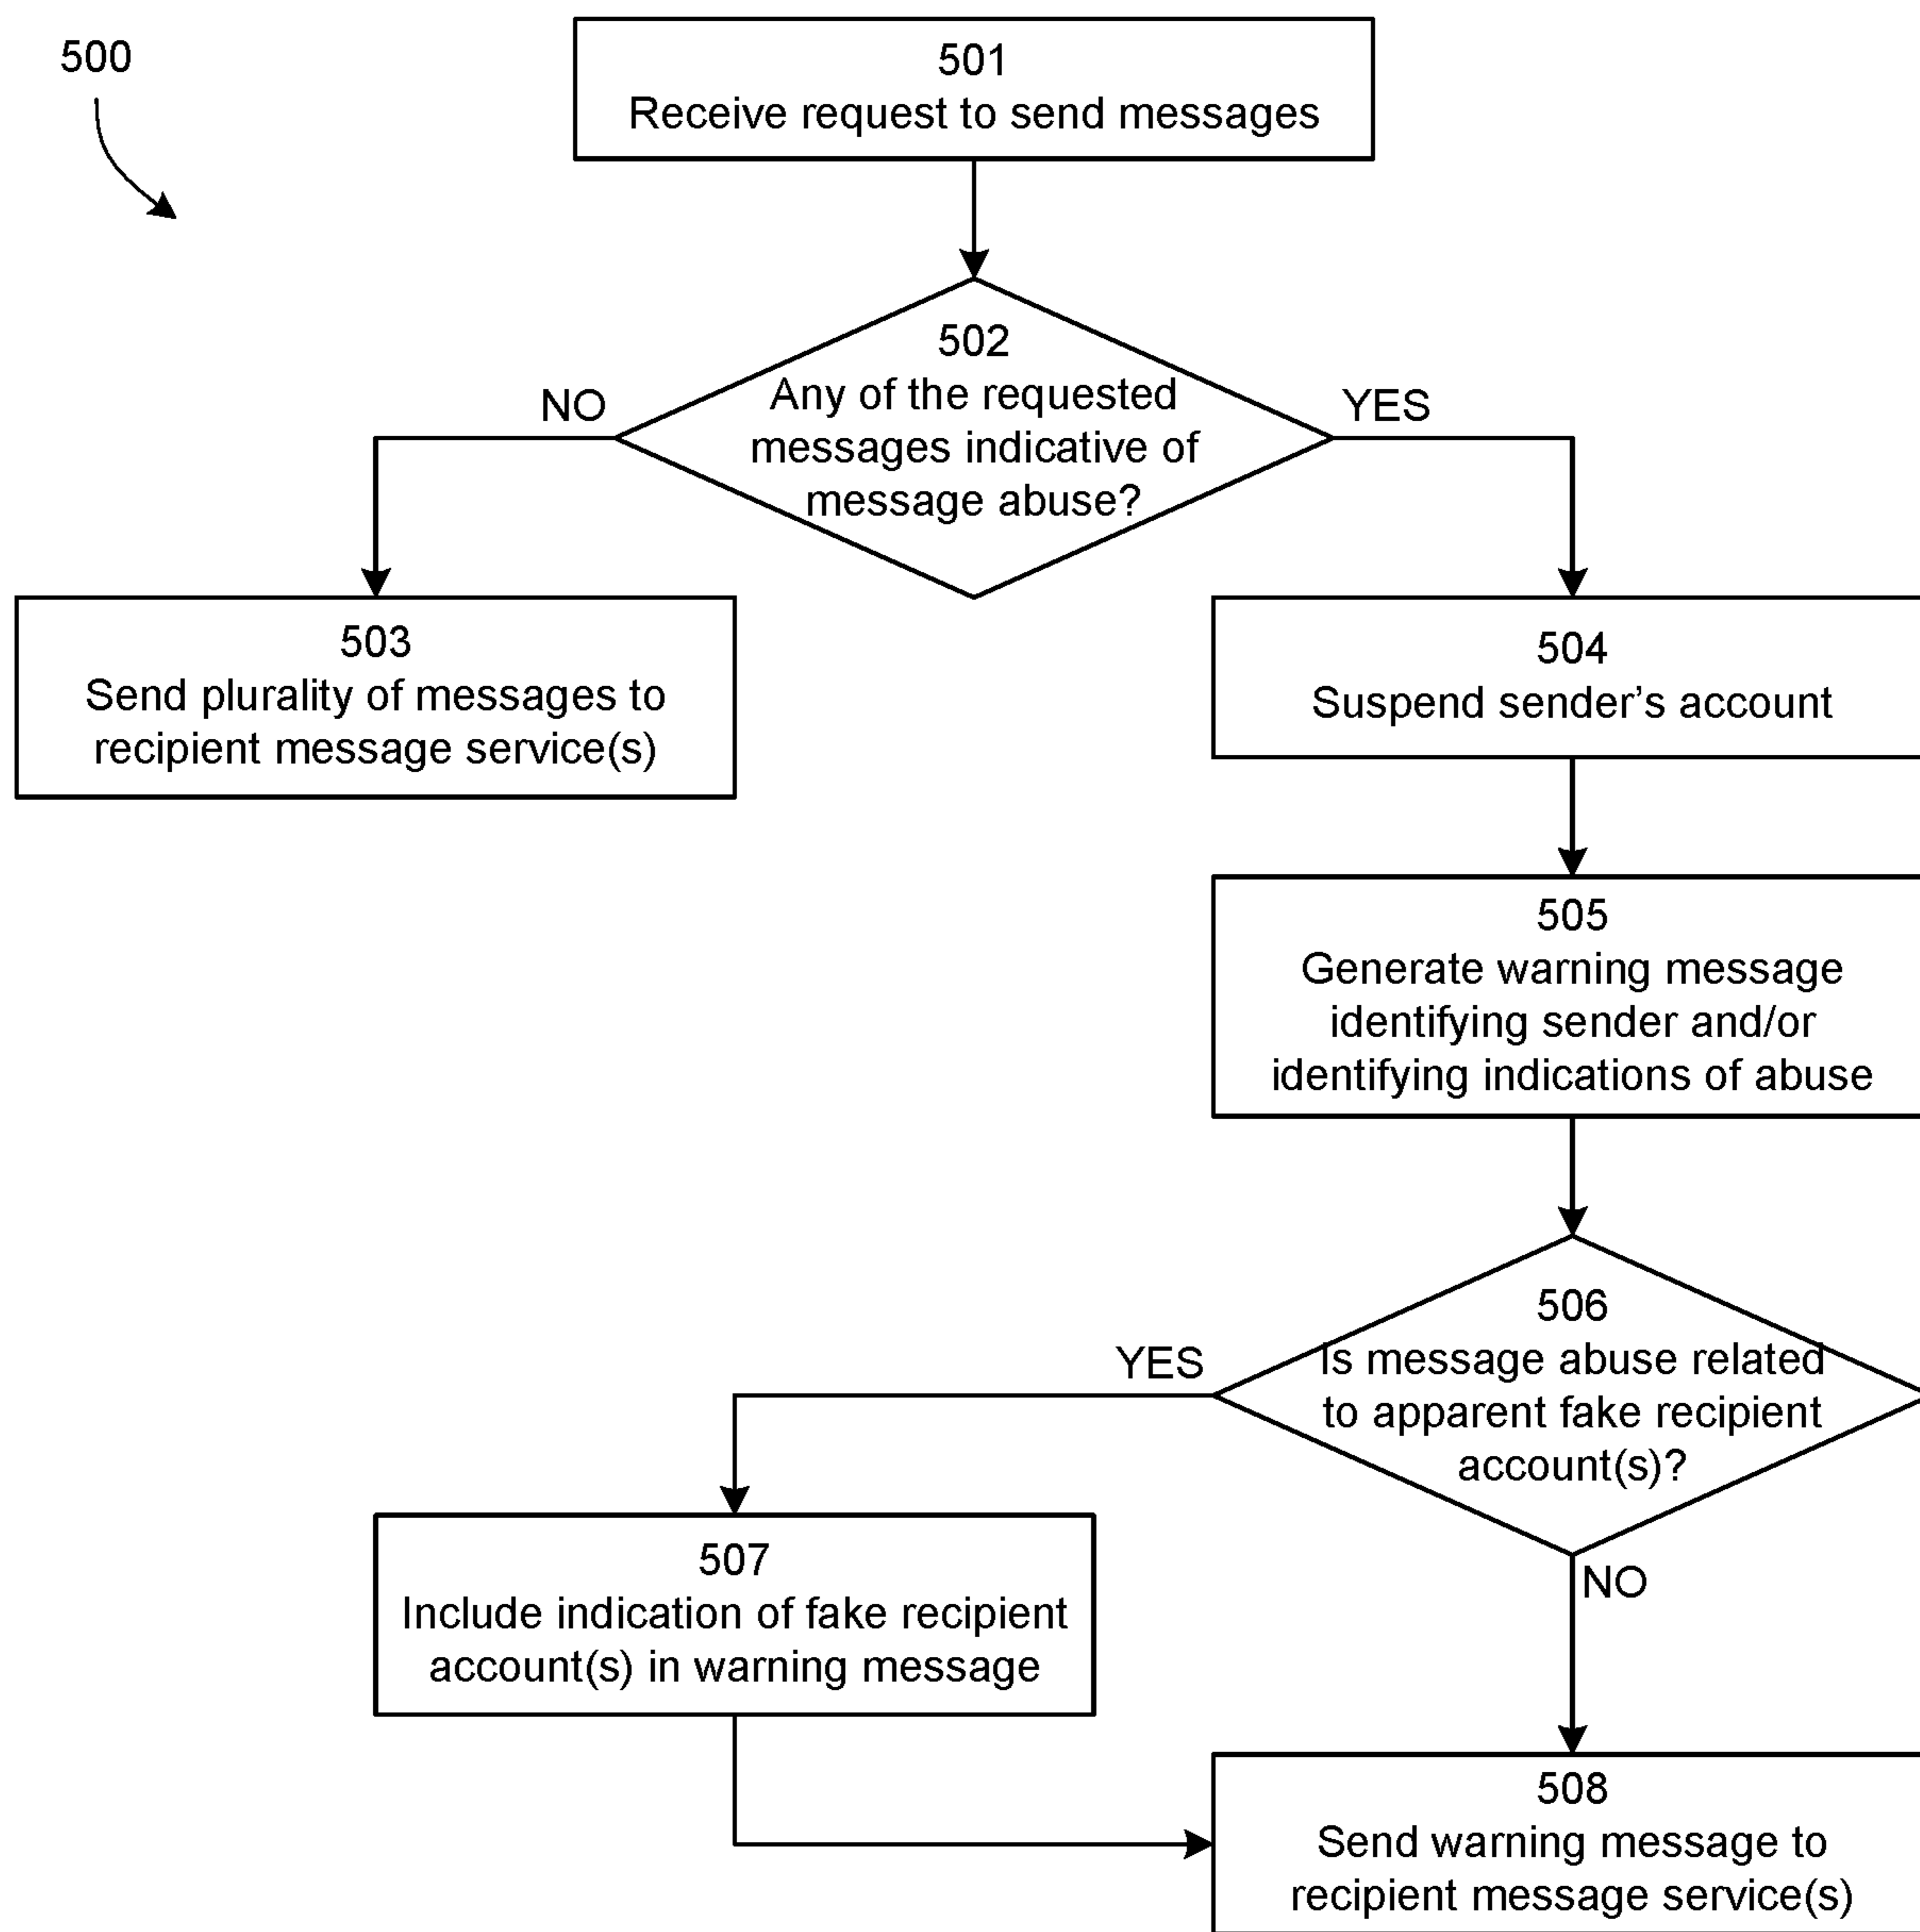 500
501
Receive request to send messages
502
Any of the requested
messages indicative of
message abuse?
NO
YES
503
Send plurality of messages to
recipient message service(s)
504
Suspend sender’s account
505
Generate warning message
identifying sender and/or
identifying indications of abuse
506
Is message abuse related
to apparent fake recipient
account(s)?
YES
NO
507
Include indication of fake recipient
account(s) in warning message
508
Send warning message to
recipient message service(s)